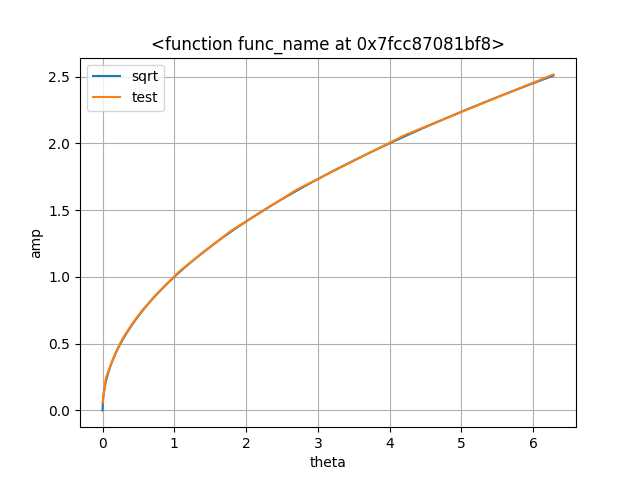 <function func_name at 0x7fcc87081bf8>
sqrt
test
2.5
2.0
1.5
1.0
0.5
0.0
amp
0 1 2 3 4 5 6
theta